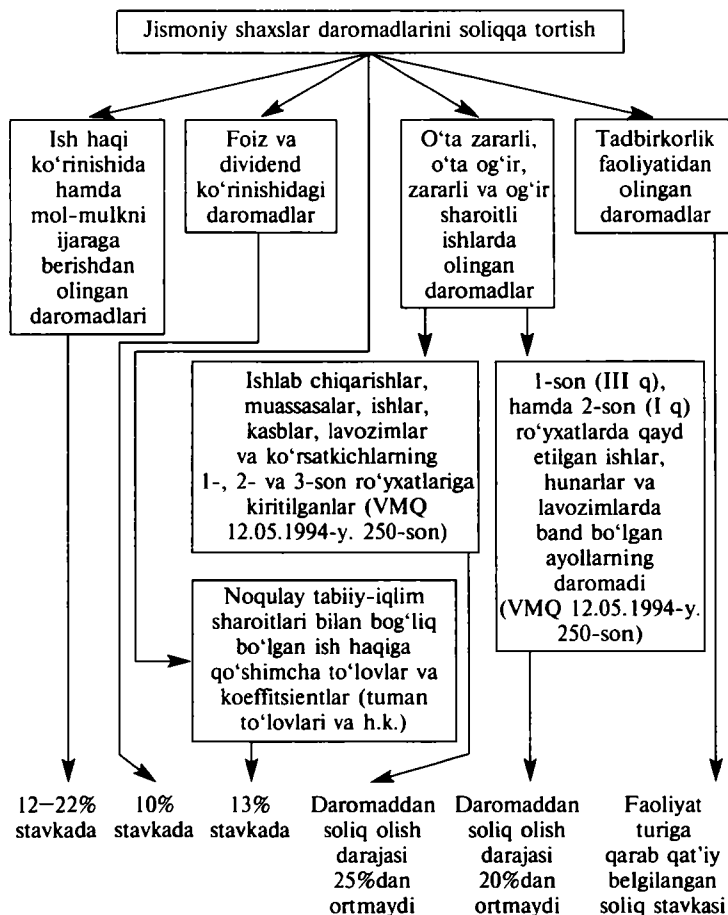 Jismoniy shaxslar daromadlarini soliqqa tortish
Ish haqi
ko‘rinishida
hamda
mol-mulkni
ijaraga
berishdan
olingan
daromadlari
Foiz va
dividend
ko‘rinishidagi
daromadlar
O‘ta zararli,
o‘ta og‘ir,
zararli va og‘ir
sharoitli
ishlarda
olingan
daromadlar
Tadbirkorlik
faoliyatidan
olingan
daromadlar
Ishlab chiqarishlar,
muassasalar, ishlar,
kasblar, lavozimlar
va ko‘rsatkichlarning
1-, 2- va 3-son ro‘yxatlariga
kiritilganlar (VMQ
12.05.1994-y. 250-son)
1-son (III q),
hamda 2-son (I q)
ro‘yxatlarda qayd
etilgan ishlar,
hunarlar va
lavozimlarda
band bo‘lgan
ayollarning
daromadi
(VMQ 12.05.1994-y.
250-son)
Noqulay tabiiy-iqlim
sharoitlari bilan bog‘liq
bo‘lgan ish haqiga
qo‘shimcha to‘lovlar va
koeffitsientlar (tuman
to‘lovlari va h.k.)
12–22%
stavkada
10%
stavkada
13%
stavkada
Daromaddan
soliq olish
darajasi
25%dan
ortmaydi
Daromaddan
soliq olish
darajasi
20%dan
ortmaydi
Faoliyat
turiga
qarab qat’iy
belgilangan
soliq stavkasi